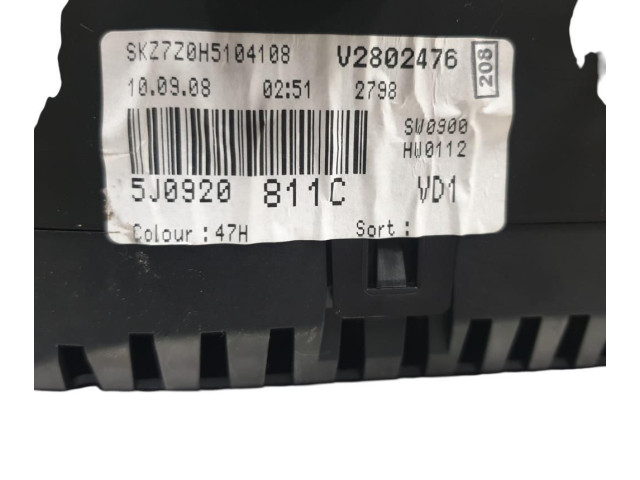 SKZ7Z0H5104108 V2802476 208
10.09.08 02:51 2798
SW0900
HW0112
5J0920 811C VD1
Colour : 47H Sort :